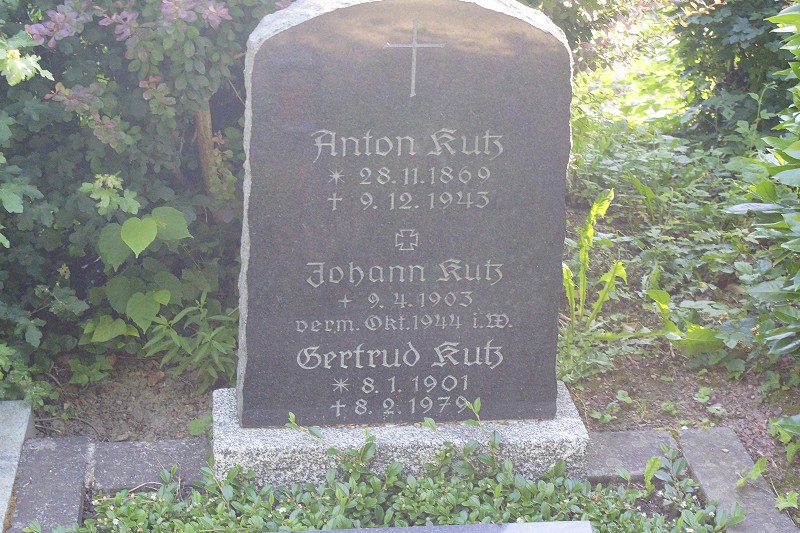 Anton Kutz
* 28.11.1869
† 9.12.1943
Johann Kutz
+ 9.4.1903
verm. Okt. 1944 i.W.
Gertrud Kutz
* 8.1.1901
+ 8.2.1979